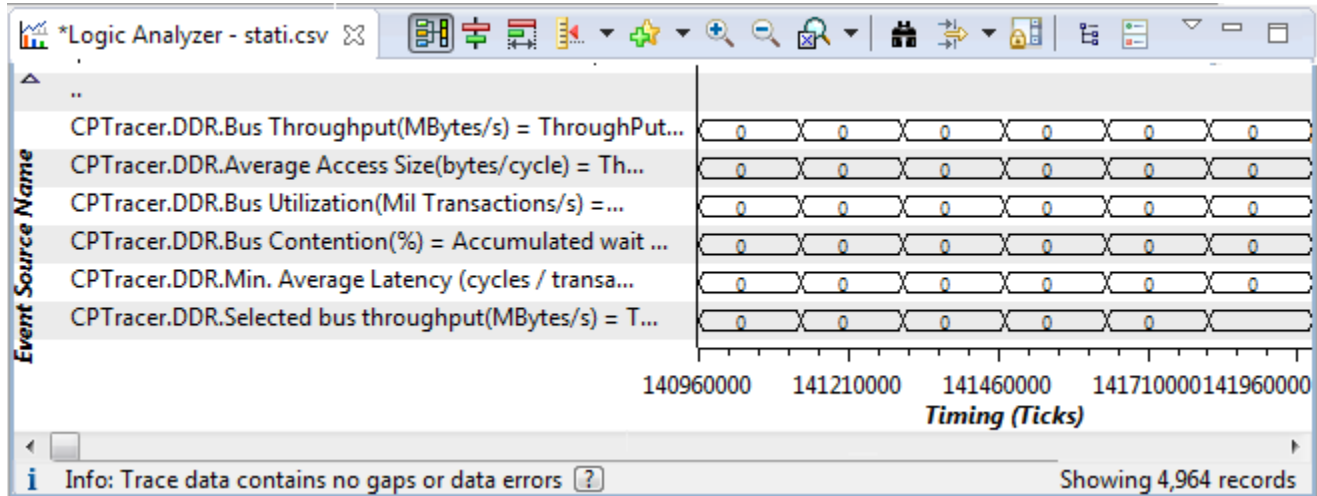 *Logic Analyzer - stati.csv
..
CPTracer.DDR.Bus Throughput(MBytes/s) = ThroughPut... 0 0 0 0 0 0
CPTracer.DDR.Average Access Size(bytes/cycle) = Th... 0 0 0 0 0 0
CPTracer.DDR.Bus Utilization(Mil Transactions/s) =... 0 0 0 0 0 0
CPTracer.DDR.Bus Contention(%) = Accumulated wait ... 0 0 0 0 0 0
CPTracer.DDR.Min. Average Latency (cycles / transa... 0 0 0 0 0 0
CPTracer.DDR.Selected bus throughput(MBytes/s) = T... 0 0 0 0 0
Event Source Name
140960000 141210000 141460000 141710000141960000
Timing (Ticks)
i Info: Trace data contains no gaps or data errors ? Showing 4,964 records